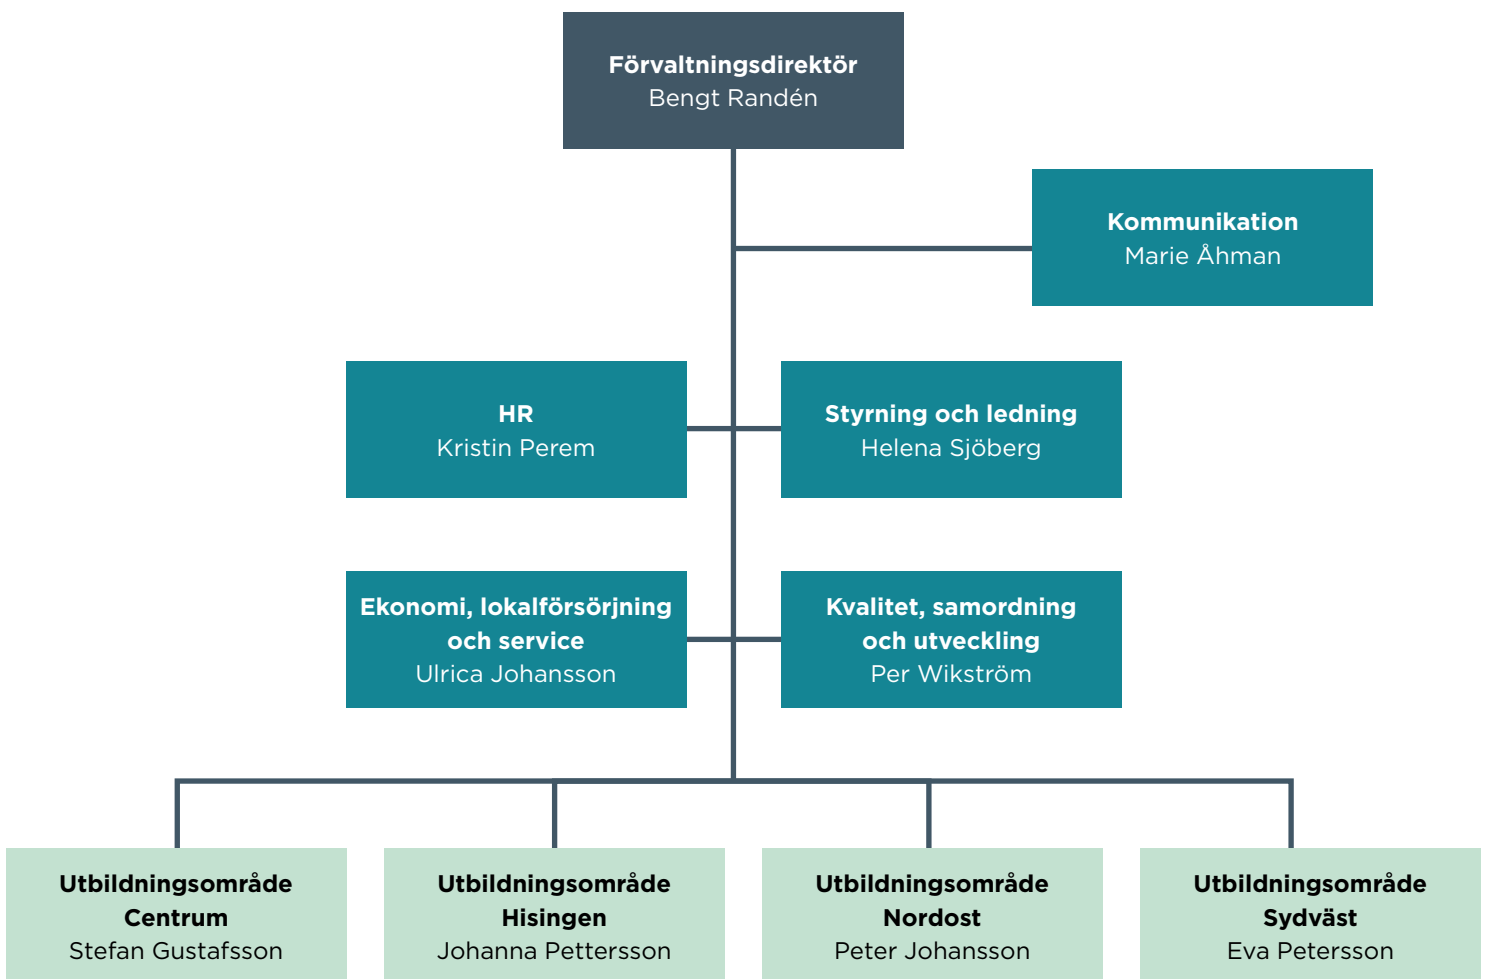 Förvaltningsdirektör
Bengt Randén
Kommunikation
Marie Åhman
HR
Kristin Perem
Styrning och ledning
Helena Sjöberg
Ekonomi, lokalförsörjning
och service
Ulrica Johansson
Kvalitet, samordning
och utveckling
Per Wikström
Utbildningsområde
Centrum
Stefan Gustafsson
Utbildningsområde
Hisingen
Johanna Pettersson
Utbildningsområde
Nordost
Peter Johansson
Utbildningsområde
Sydväst
Eva Petersson